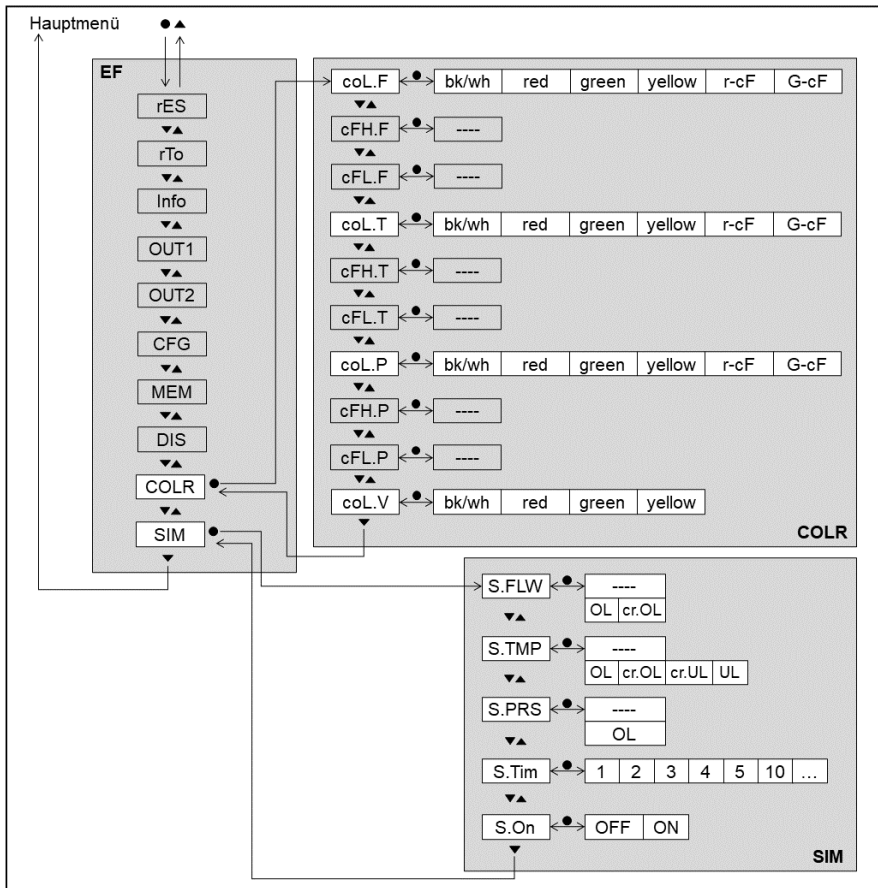 Hauptmenü
EF
rES
rTo
Info
OUT1
OUT2
CFG
MEM
DIS
COLR
SIM
coL.F bk/wh red green yellow r-cF G-cF
cFH.F ----
cFL.F ----
coL.T bk/wh red green yellow r-cF G-cF
cFH.T ----
cFL.T ----
coL.P bk/wh red green yellow r-cF G-cF
cFH.P ----
cFL.P ----
coL.V bk/wh red green yellow
COLR
S.FLW ----
OL cr.OL
S.TMP ----
OL cr.OL cr.UL UL
S.PRS ----
OL
S.Tim 1 2 3 4 5 10 ...
S.On OFF ON
SIM